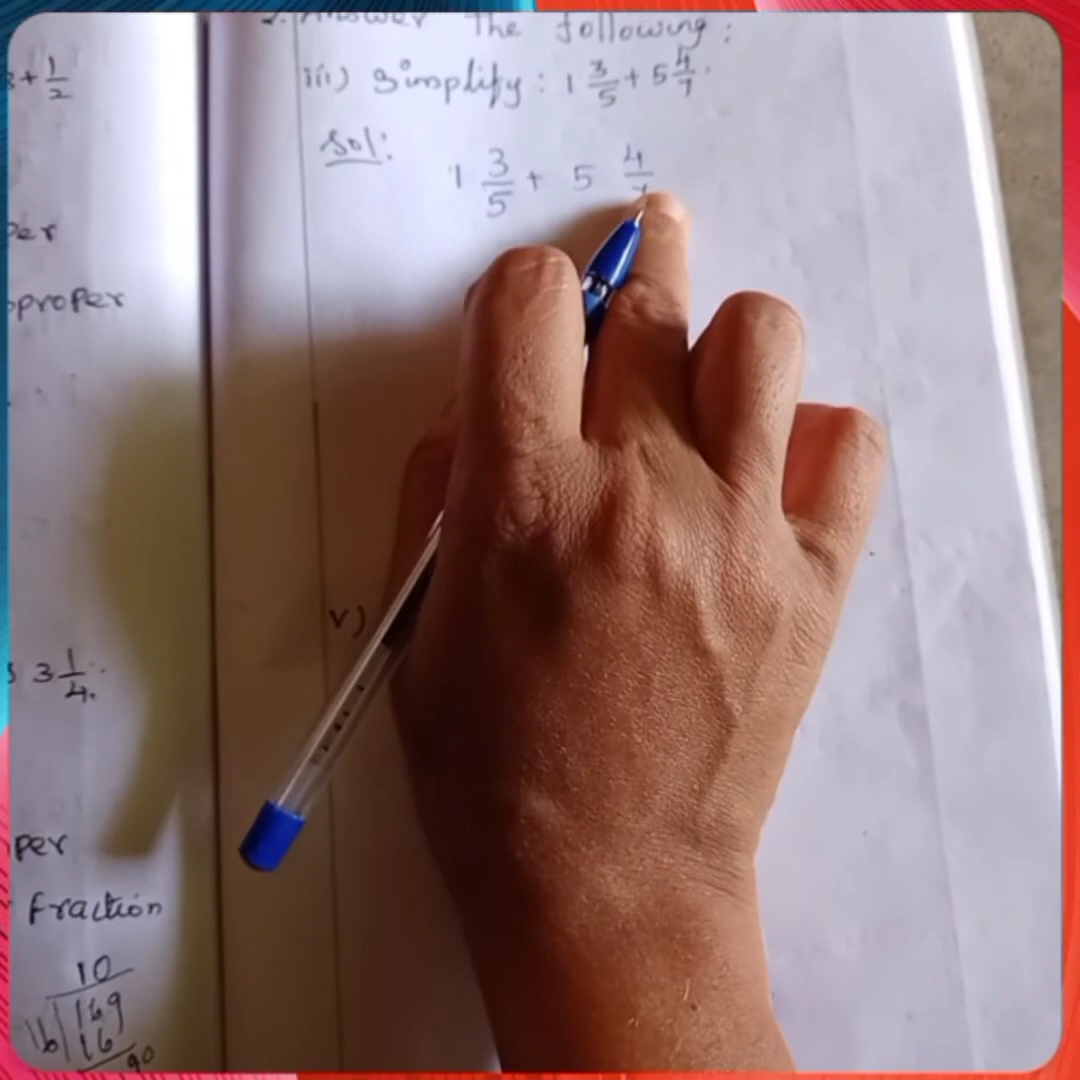 + 1/2
per
proper
3 1/4.
per
fraction
10
169
16
90
Answer the following:
iii) Simplify: 1 3/5 + 5 4/7.
Sol:
1 3/5 + 5 4/
v)